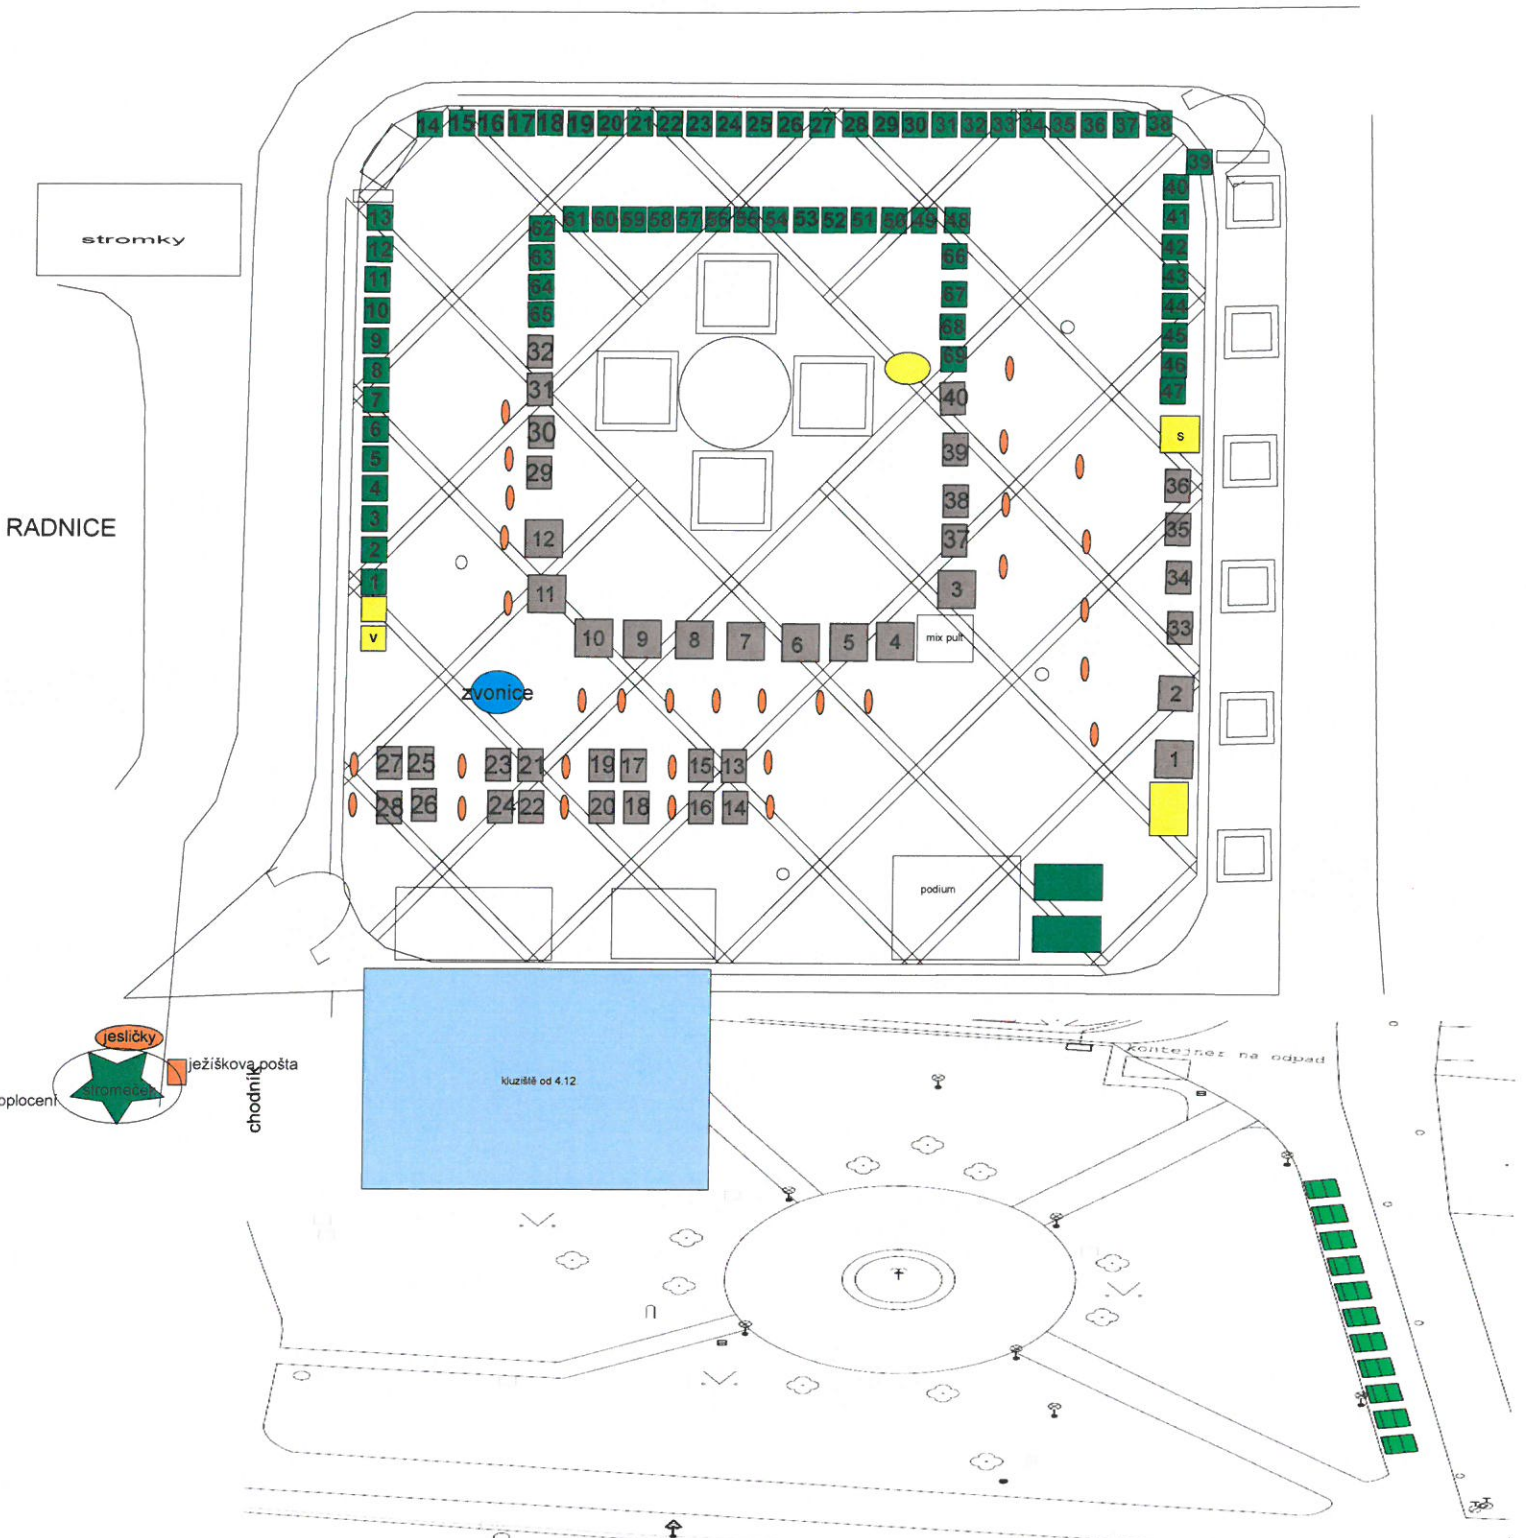 14 15 16 17 18 19 20 21 22 23 24 25 26 27 28 29 30 31 32 33 34 35 36 37 38
39
40
41
42
43
44
45
46
47
s
36
35
34
33
2
1
stromky
13
12
11
10
9
8
7
6
5
4
3
2
1
v
RADNICE
61 60 59 58 57 56 54 53 52 51 50 49 48
62
63
64
65
32
31
30
29
12
11
66
67
68
69
40
39
38
37
3
10 9 8 7 6 5 4 mix pult
zvonice
27 25 23 21 19 17 15 13
28 26 24 22 20 18 16 14
podium
jesličky
ježíškova pošta
stromeček
oplocení
chodník
kluziště od 4.12
kontejner na odpad